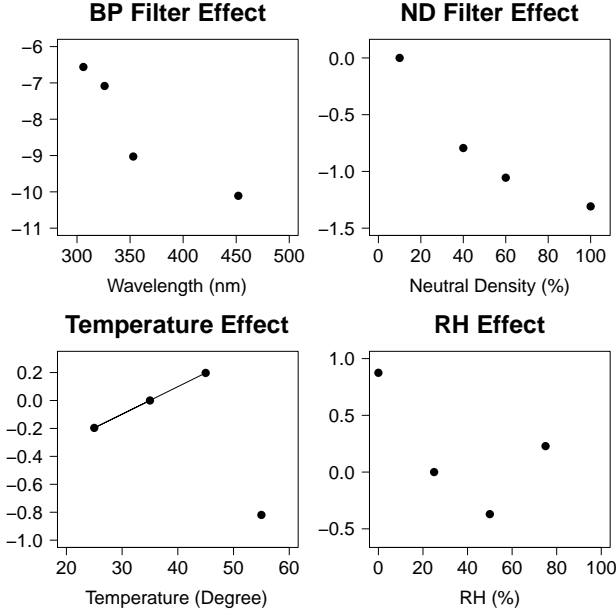 BP Filter Effect
−6
−7
−8
−9
−10
−11
300 350 400 450 500
Wavelength (nm)
ND Filter Effect
0.0
−0.5
−1.0
−1.5
0 20 40 60 80 100
Neutral Density (%)
Temperature Effect
0.2
0.0
−0.2
−0.4
−0.6
−0.8
−1.0
20 30 40 50 60
Temperature (Degree)
RH Effect
1.0
0.5
0.0
−0.5
0 20 40 60 80 100
RH (%)